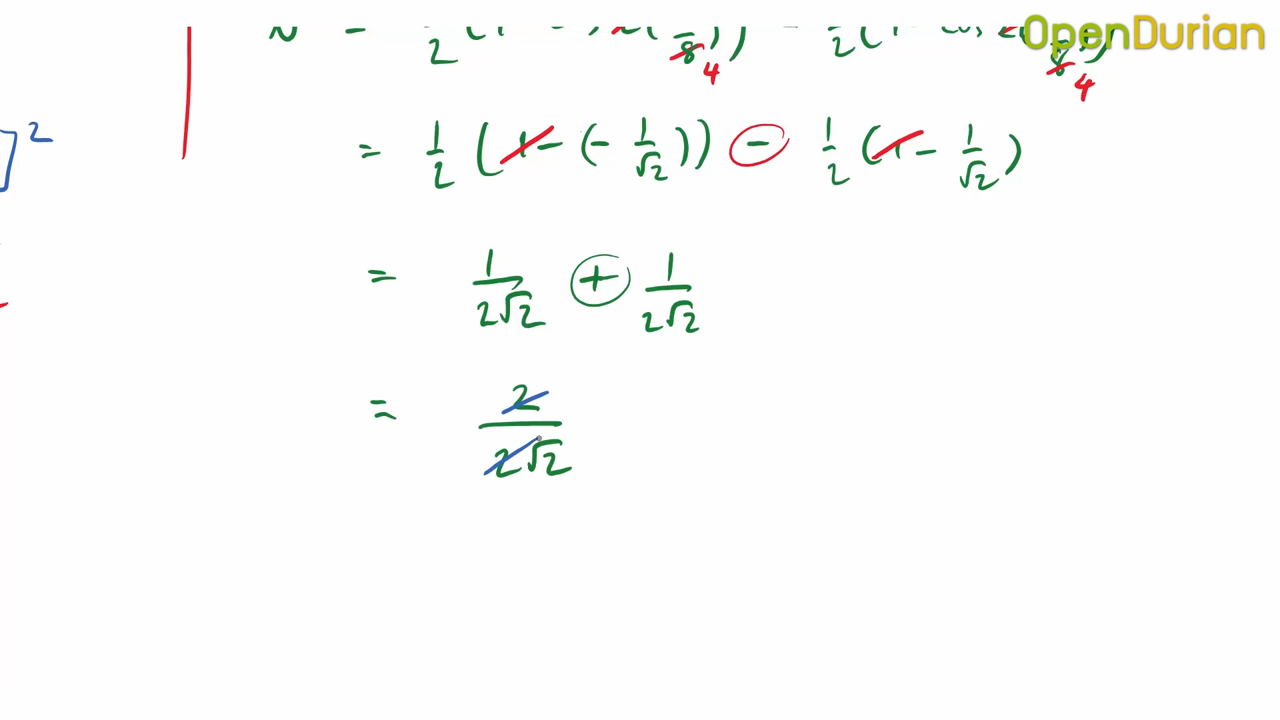 OpenDurian
]²
= 1/2 (1 - (- 1/√2)) - 1/2 (1 - 1/√2)
= 1/2√2 + 1/2√2
= 2/2√2